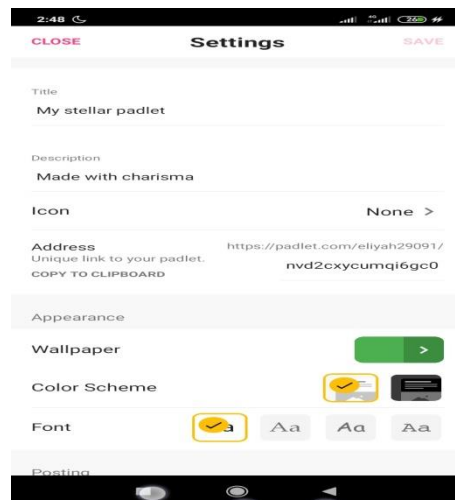 2:48
CLOSE Settings SAVE
Title
My stellar padlet
Description
Made with charisma
Icon None >
Address https://padlet.com/eliyah29091/
Unique link to your padlet. nvd2cxycumqi6gc0
COPY TO CLIPBOARD
Appearance
Wallpaper >
Color Scheme
Font Aa Aa Aa
Posting